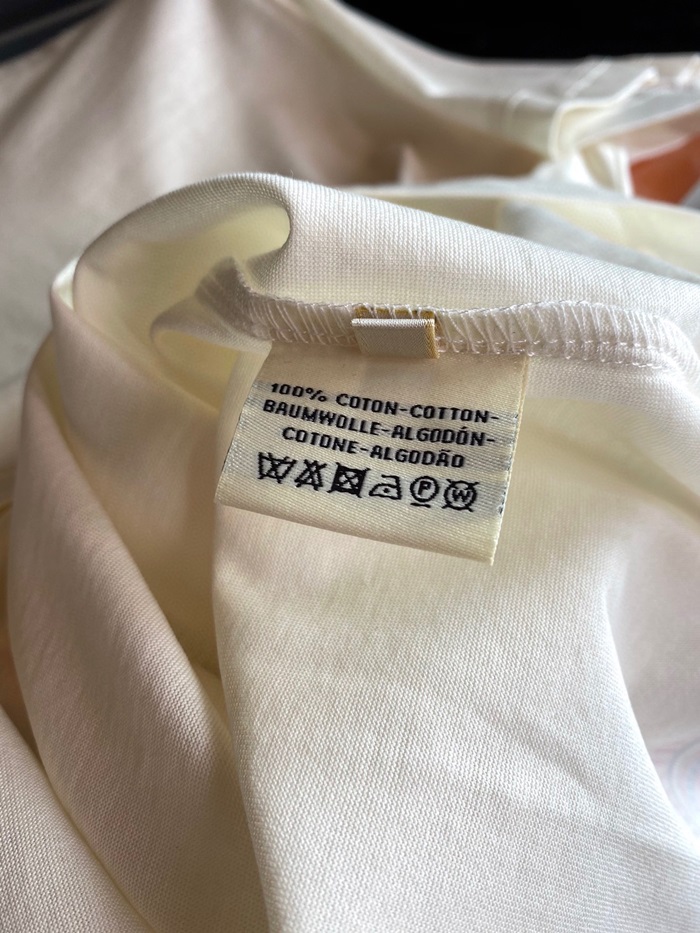 100% COTON-COTTON-
BAUMWOLLE-ALGODÓN-
COTONE-ALGODÃO
P W